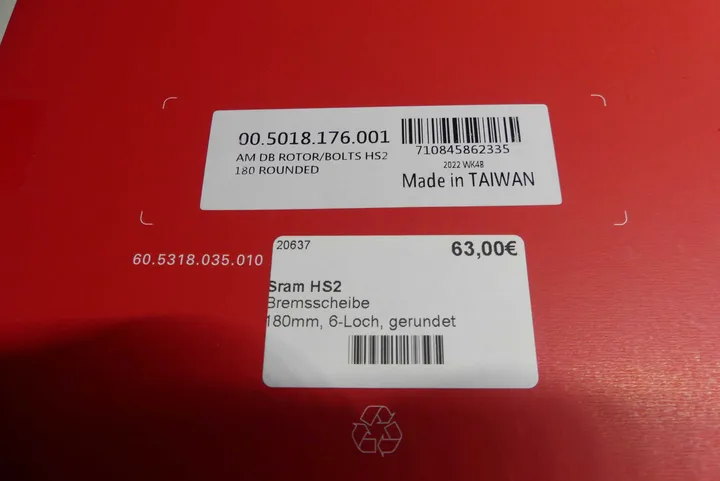 00.5018.176.001
AM DB ROTOR/BOLTS HS2
180 ROUNDED
710845862335
2022 WK48
Made in TAIWAN
60.5318.035.010
20637
63,00€
Sram HS2
Bremsscheibe
180mm, 6-Loch, gerundet